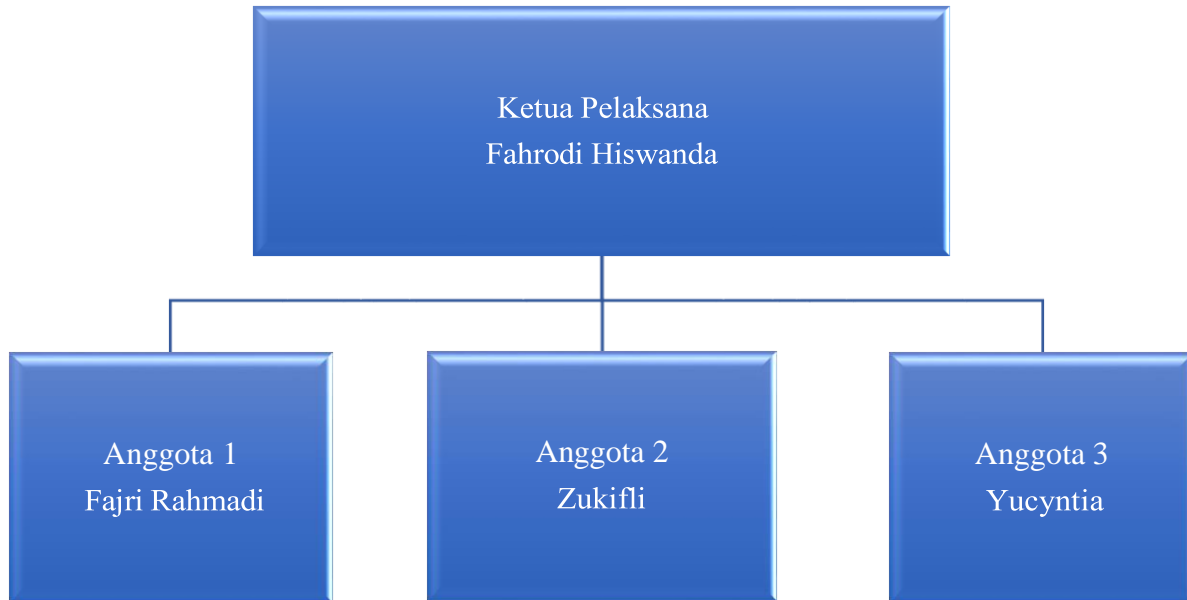 Ketua Pelaksana
Fahrodi Hiswanda
Anggota 1
Fajri Rahmadi
Anggota 2
Zukifli
Anggota 3
Yucyntia